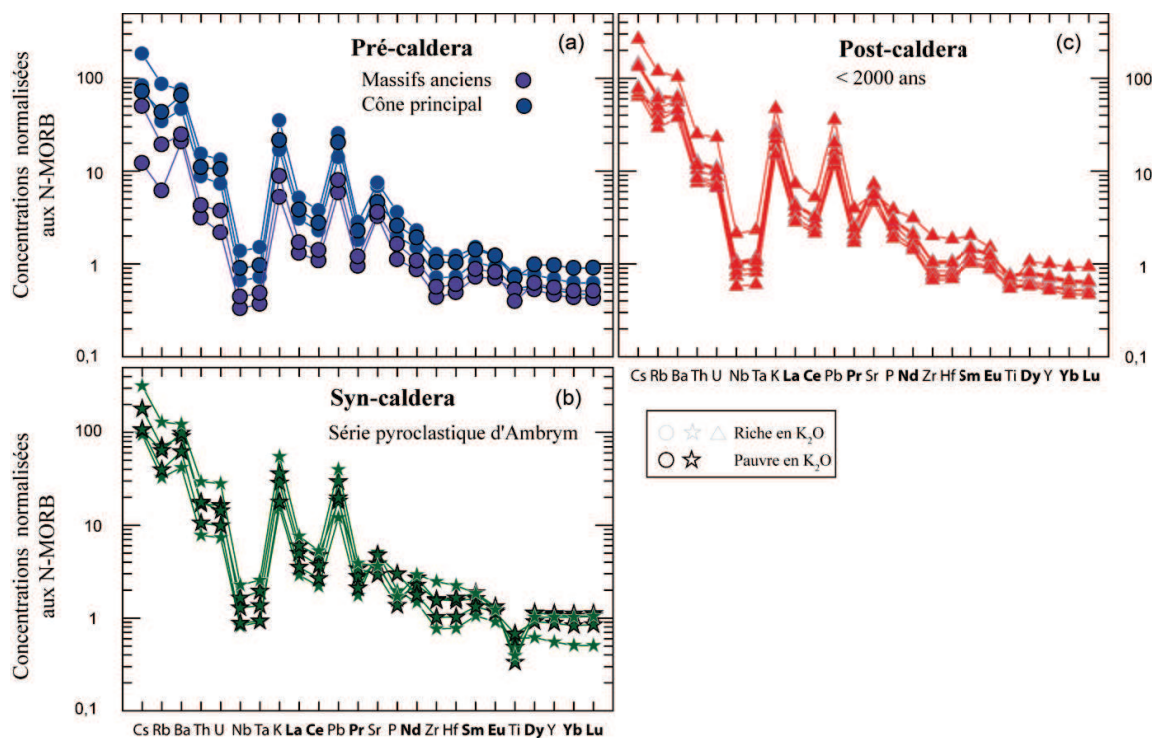 Concentrations normalisées
aux N-MORB
100
10
1
0,1
Pré-caldera
(a)
Massifs anciens
Cône principal
Post-caldera
(c)
< 2000 ans
100
10
1
0,1
Cs Rb Ba Th U Nb Ta K La Ce Pb Pr Sr P Nd Zr Hf Sm Eu Ti Dy Y Yb Lu
Concentrations normalisées
aux N-MORB
100
10
1
0,1
Syn-caldera
(b)
Série pyroclastique d'Ambrym
Riche en K₂O
Pauvre en K₂O
Cs Rb Ba Th U Nb Ta K La Ce Pb Pr Sr P Nd Zr Hf Sm Eu Ti Dy Y Yb Lu